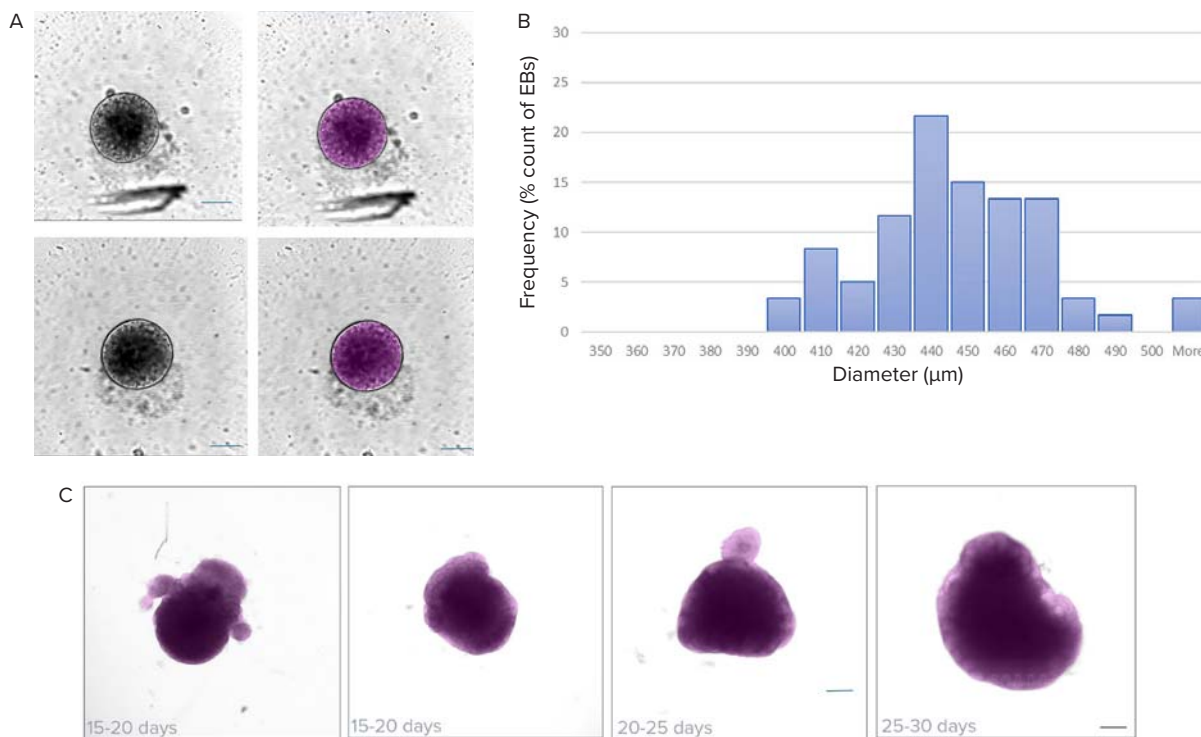 A
B
Frequency (% count of EBs)
30
25
20
15
10
5
0
350 360 370 380 390 400 410 420 430 440 450 460 470 480 490 500 More
Diameter (µm)
C
15-20 days
15-20 days
20-25 days
25-30 days